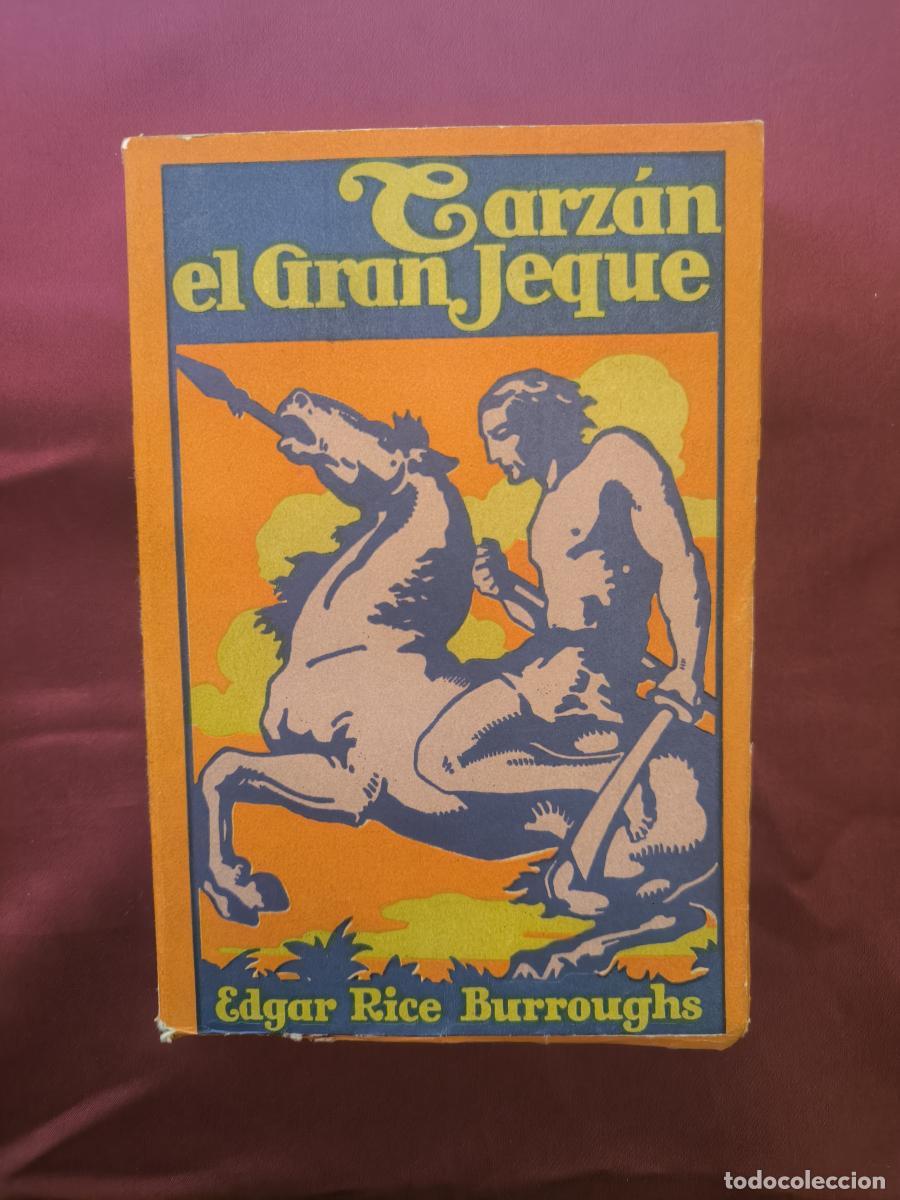 Tarzán
el Gran Jeque
Edgar Rice Burroughs
todocoleccion